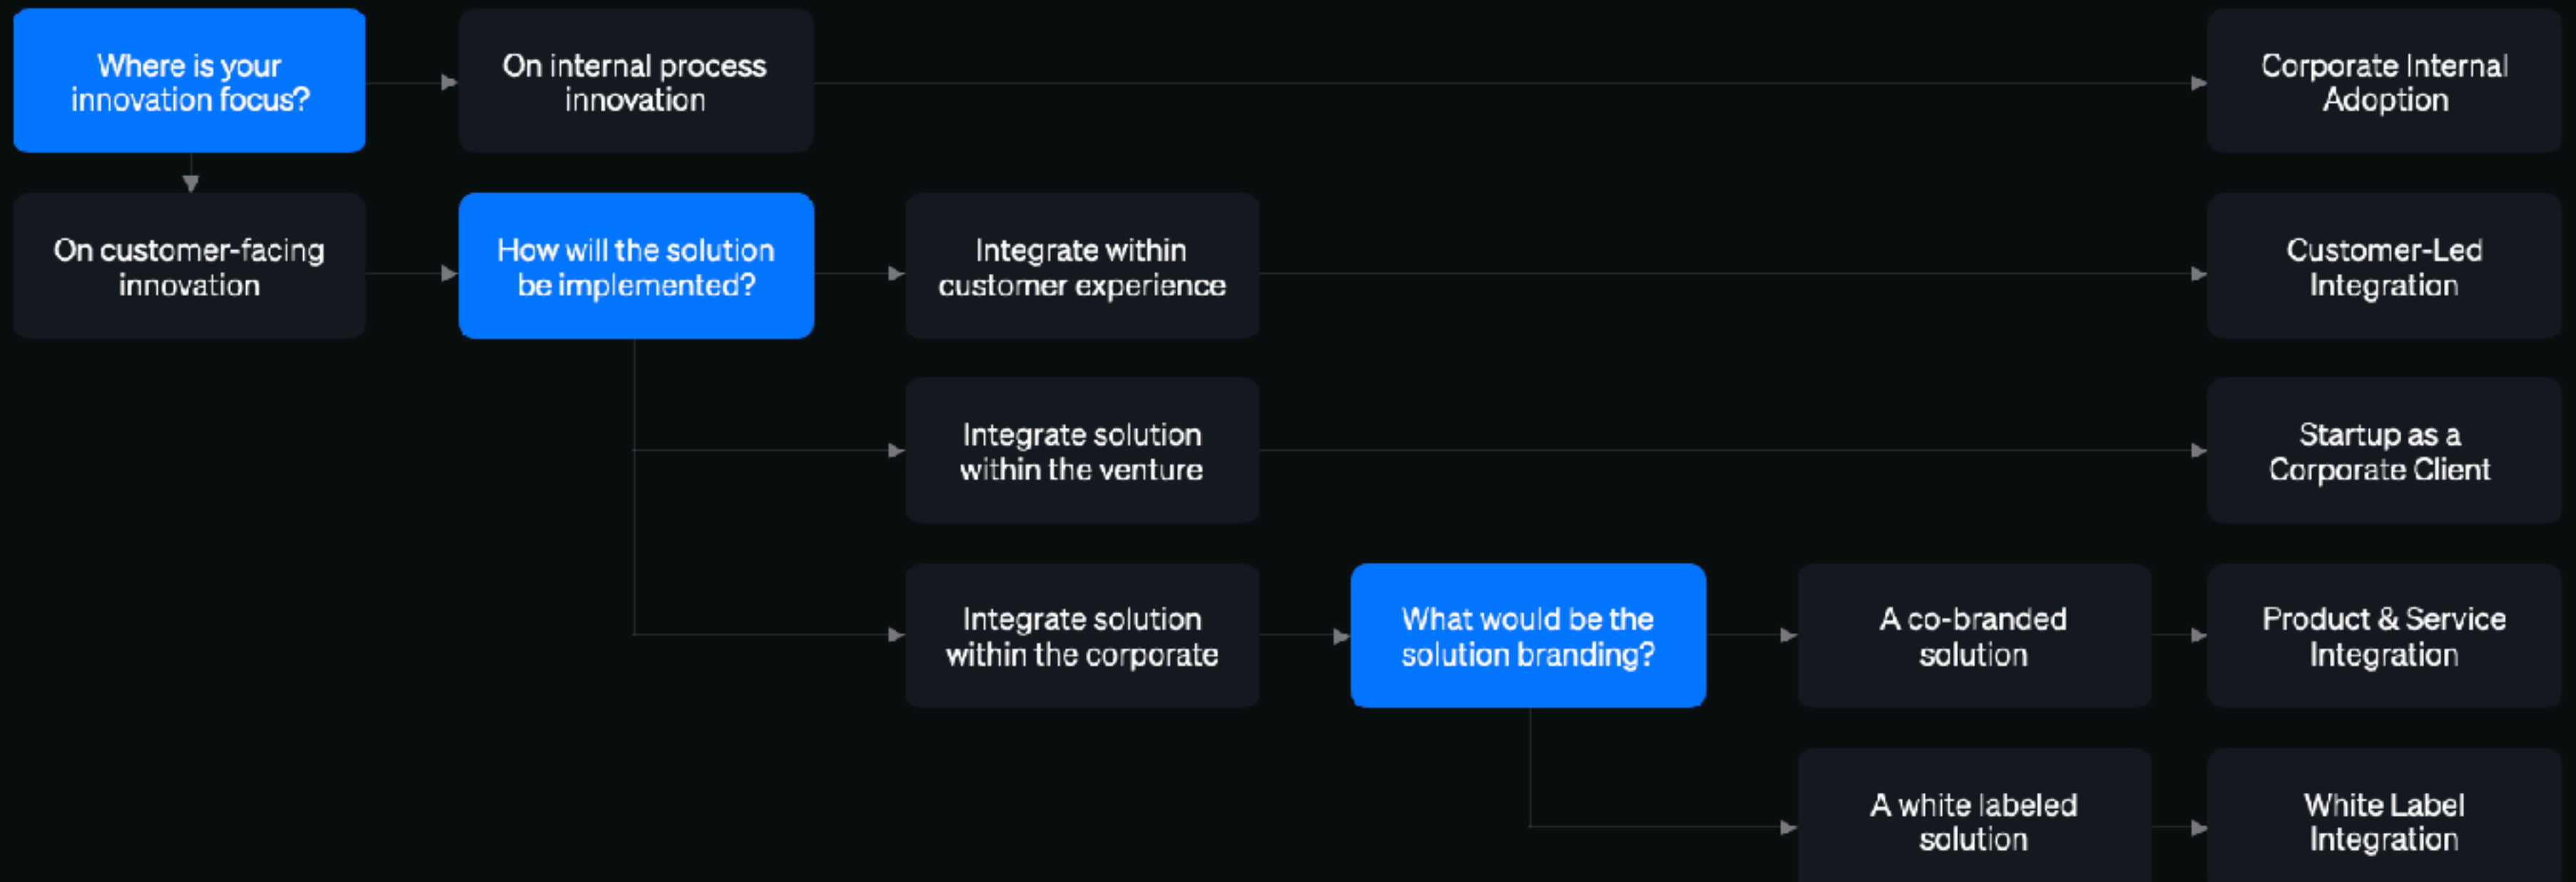 Where is your
innovation focus?
On internal process
innovation
Corporate Internal
Adoption
On customer-facing
innovation
How will the solution
be implemented?
Integrate within
customer experience
Customer-Led
Integration
Integrate solution
within the venture
Startup as a
Corporate Client
Integrate solution
within the corporate
What would be the
solution branding?
A co-branded
solution
Product & Service
Integration
A white labeled
solution
White Label
Integration